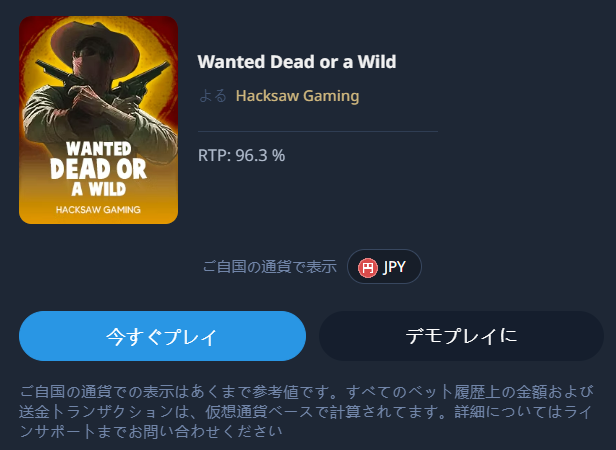 WANTED
DEAD OR
A WILD
HACKSAW GAMING
Wanted Dead or a Wild
よる Hacksaw Gaming
RTP: 96.3 %
ご自国の通貨で表示 円 JPY
今すぐプレイ
デモプレイに
ご自国の通貨での表示はあくまで参考値です。すべてのベット履歴上の金額および
送金トランザクションは、仮想通貨ベースで計算されてます。詳細についてはライ
ンサポートまでお問い合わせください